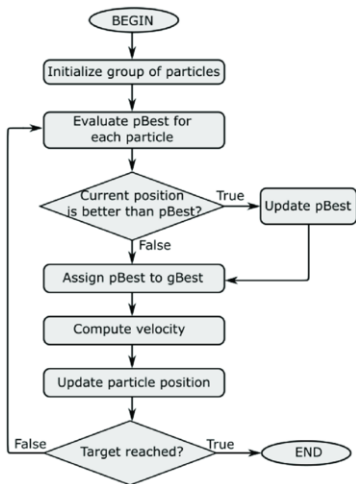 BEGIN
Initialize group of particles
Evaluate pBest for
each particle
Current position
is better than pBest?
True
Update pBest
False
Assign pBest to gBest
Compute velocity
Update particle position
False
Target reached?
True
END